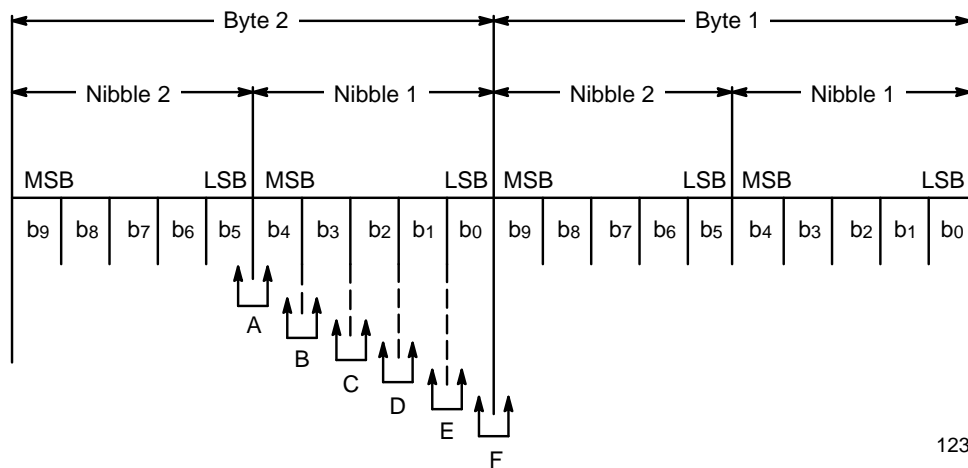 Byte 2 Byte 1
Nibble 2 Nibble 1 Nibble 2 Nibble 1
MSB LSB MSB LSB MSB LSB MSB LSB
b9 b8 b7 b6 b5 b4 b3 b2 b1 b0 b9 b8 b7 b6 b5 b4 b3 b2 b1 b0
A
B
C
D
E
F
123